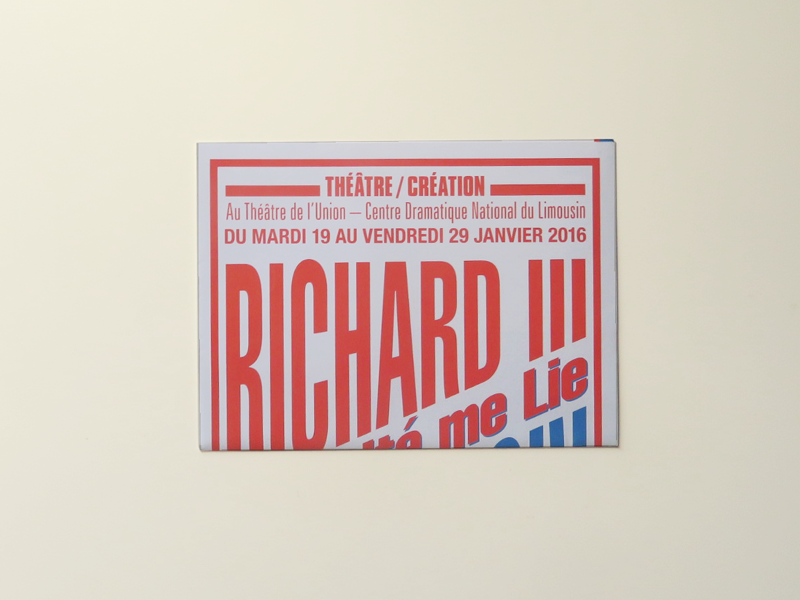 THÉÂTRE / CRÉATION
Au Théâtre de l'Union — Centre Dramatique National du Limousin
DU MARDI 19 AU VENDREDI 29 JANVIER 2016
RICHARD III
me Lie
III